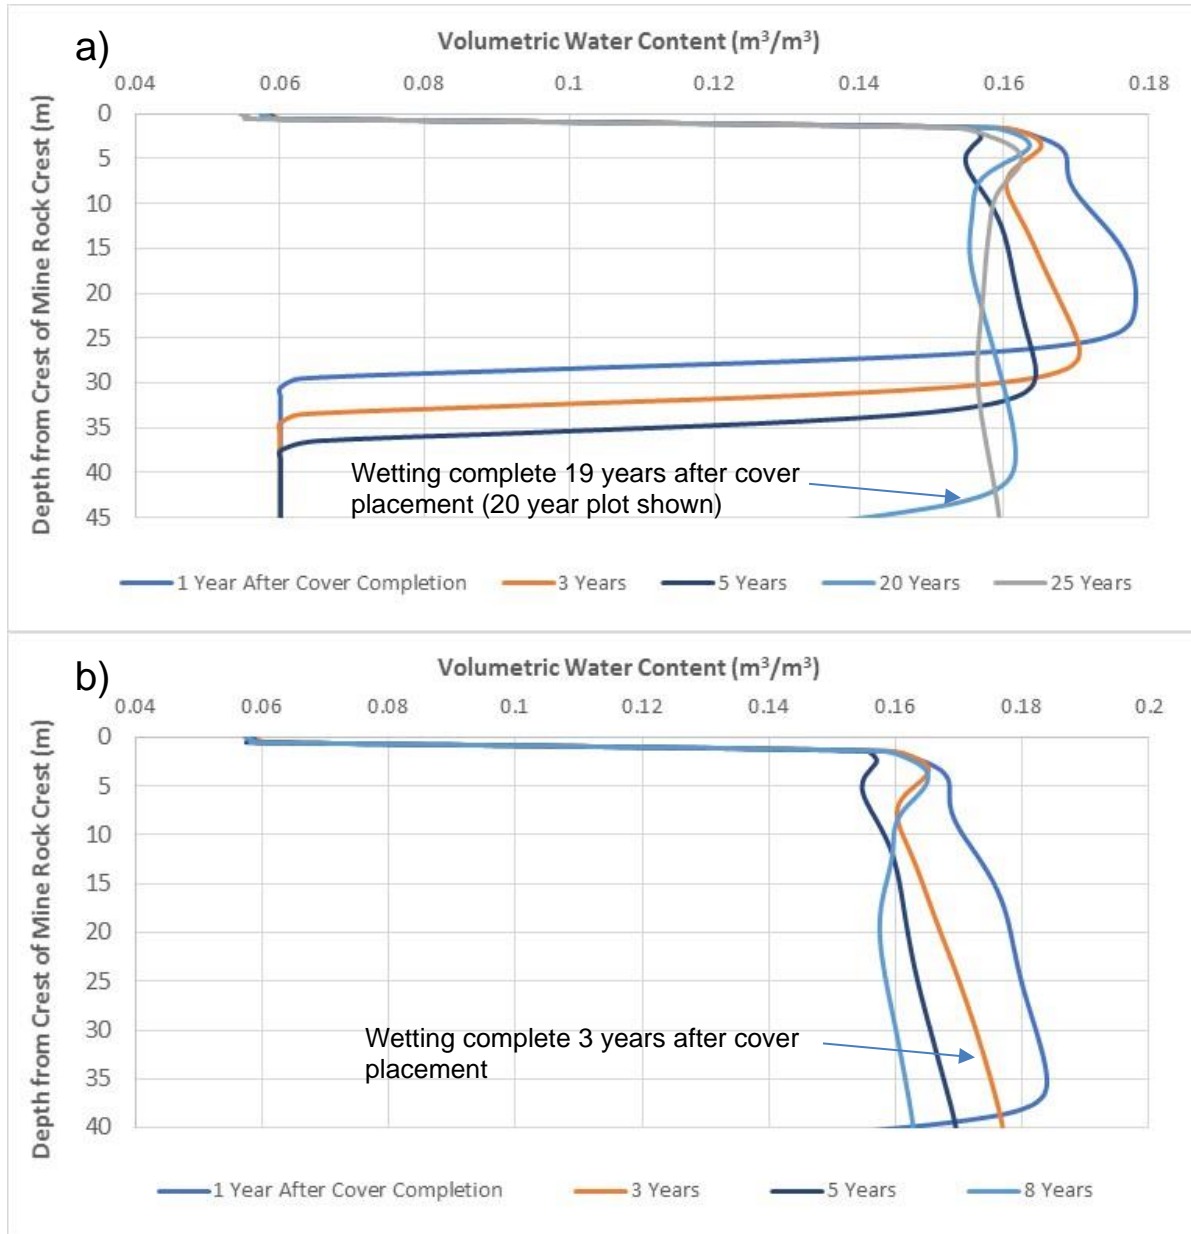 a)
Volumetric Water Content (m³/m³)
0.04 0.06 0.08 0.1 0.12 0.14 0.16 0.18
Depth from Crest of Mine Rock Crest (m)
0
5
10
15
20
25
30
35
40
45
Wetting complete 19 years after cover
placement (20 year plot shown)
1 Year After Cover Completion 3 Years 5 Years 20 Years 25 Years
b)
Volumetric Water Content (m³/m³)
0.04 0.06 0.08 0.1 0.12 0.14 0.16 0.18 0.2
Depth from Crest of Mine Rock Crest (m)
0
5
10
15
20
25
30
35
40
Wetting complete 3 years after cover
placement
1 Year After Cover Completion 3 Years 5 Years 8 Years